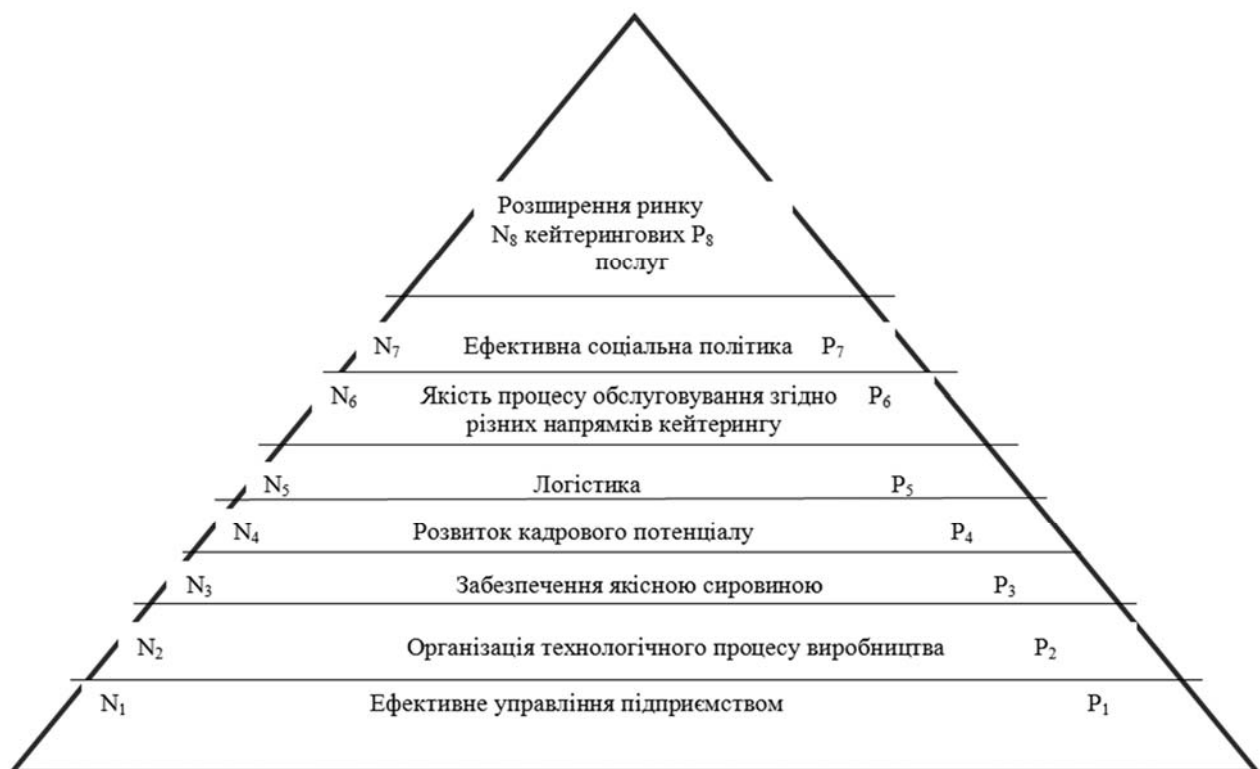 Розширення ринку
N₈ кейтерингових P₈
послуг
N₇ Ефективна соціальна політика P₇
N₆ Якість процесу обслуговування згідно P₆
різних напрямків кейтерингу
N₅ Логістика P₅
N₄ Розвиток кадрового потенціалу P₄
N₃ Забезпечення якісною сировиною P₃
N₂ Організація технологічного процесу виробництва P₂
N₁ Ефективне управління підприємством P₁